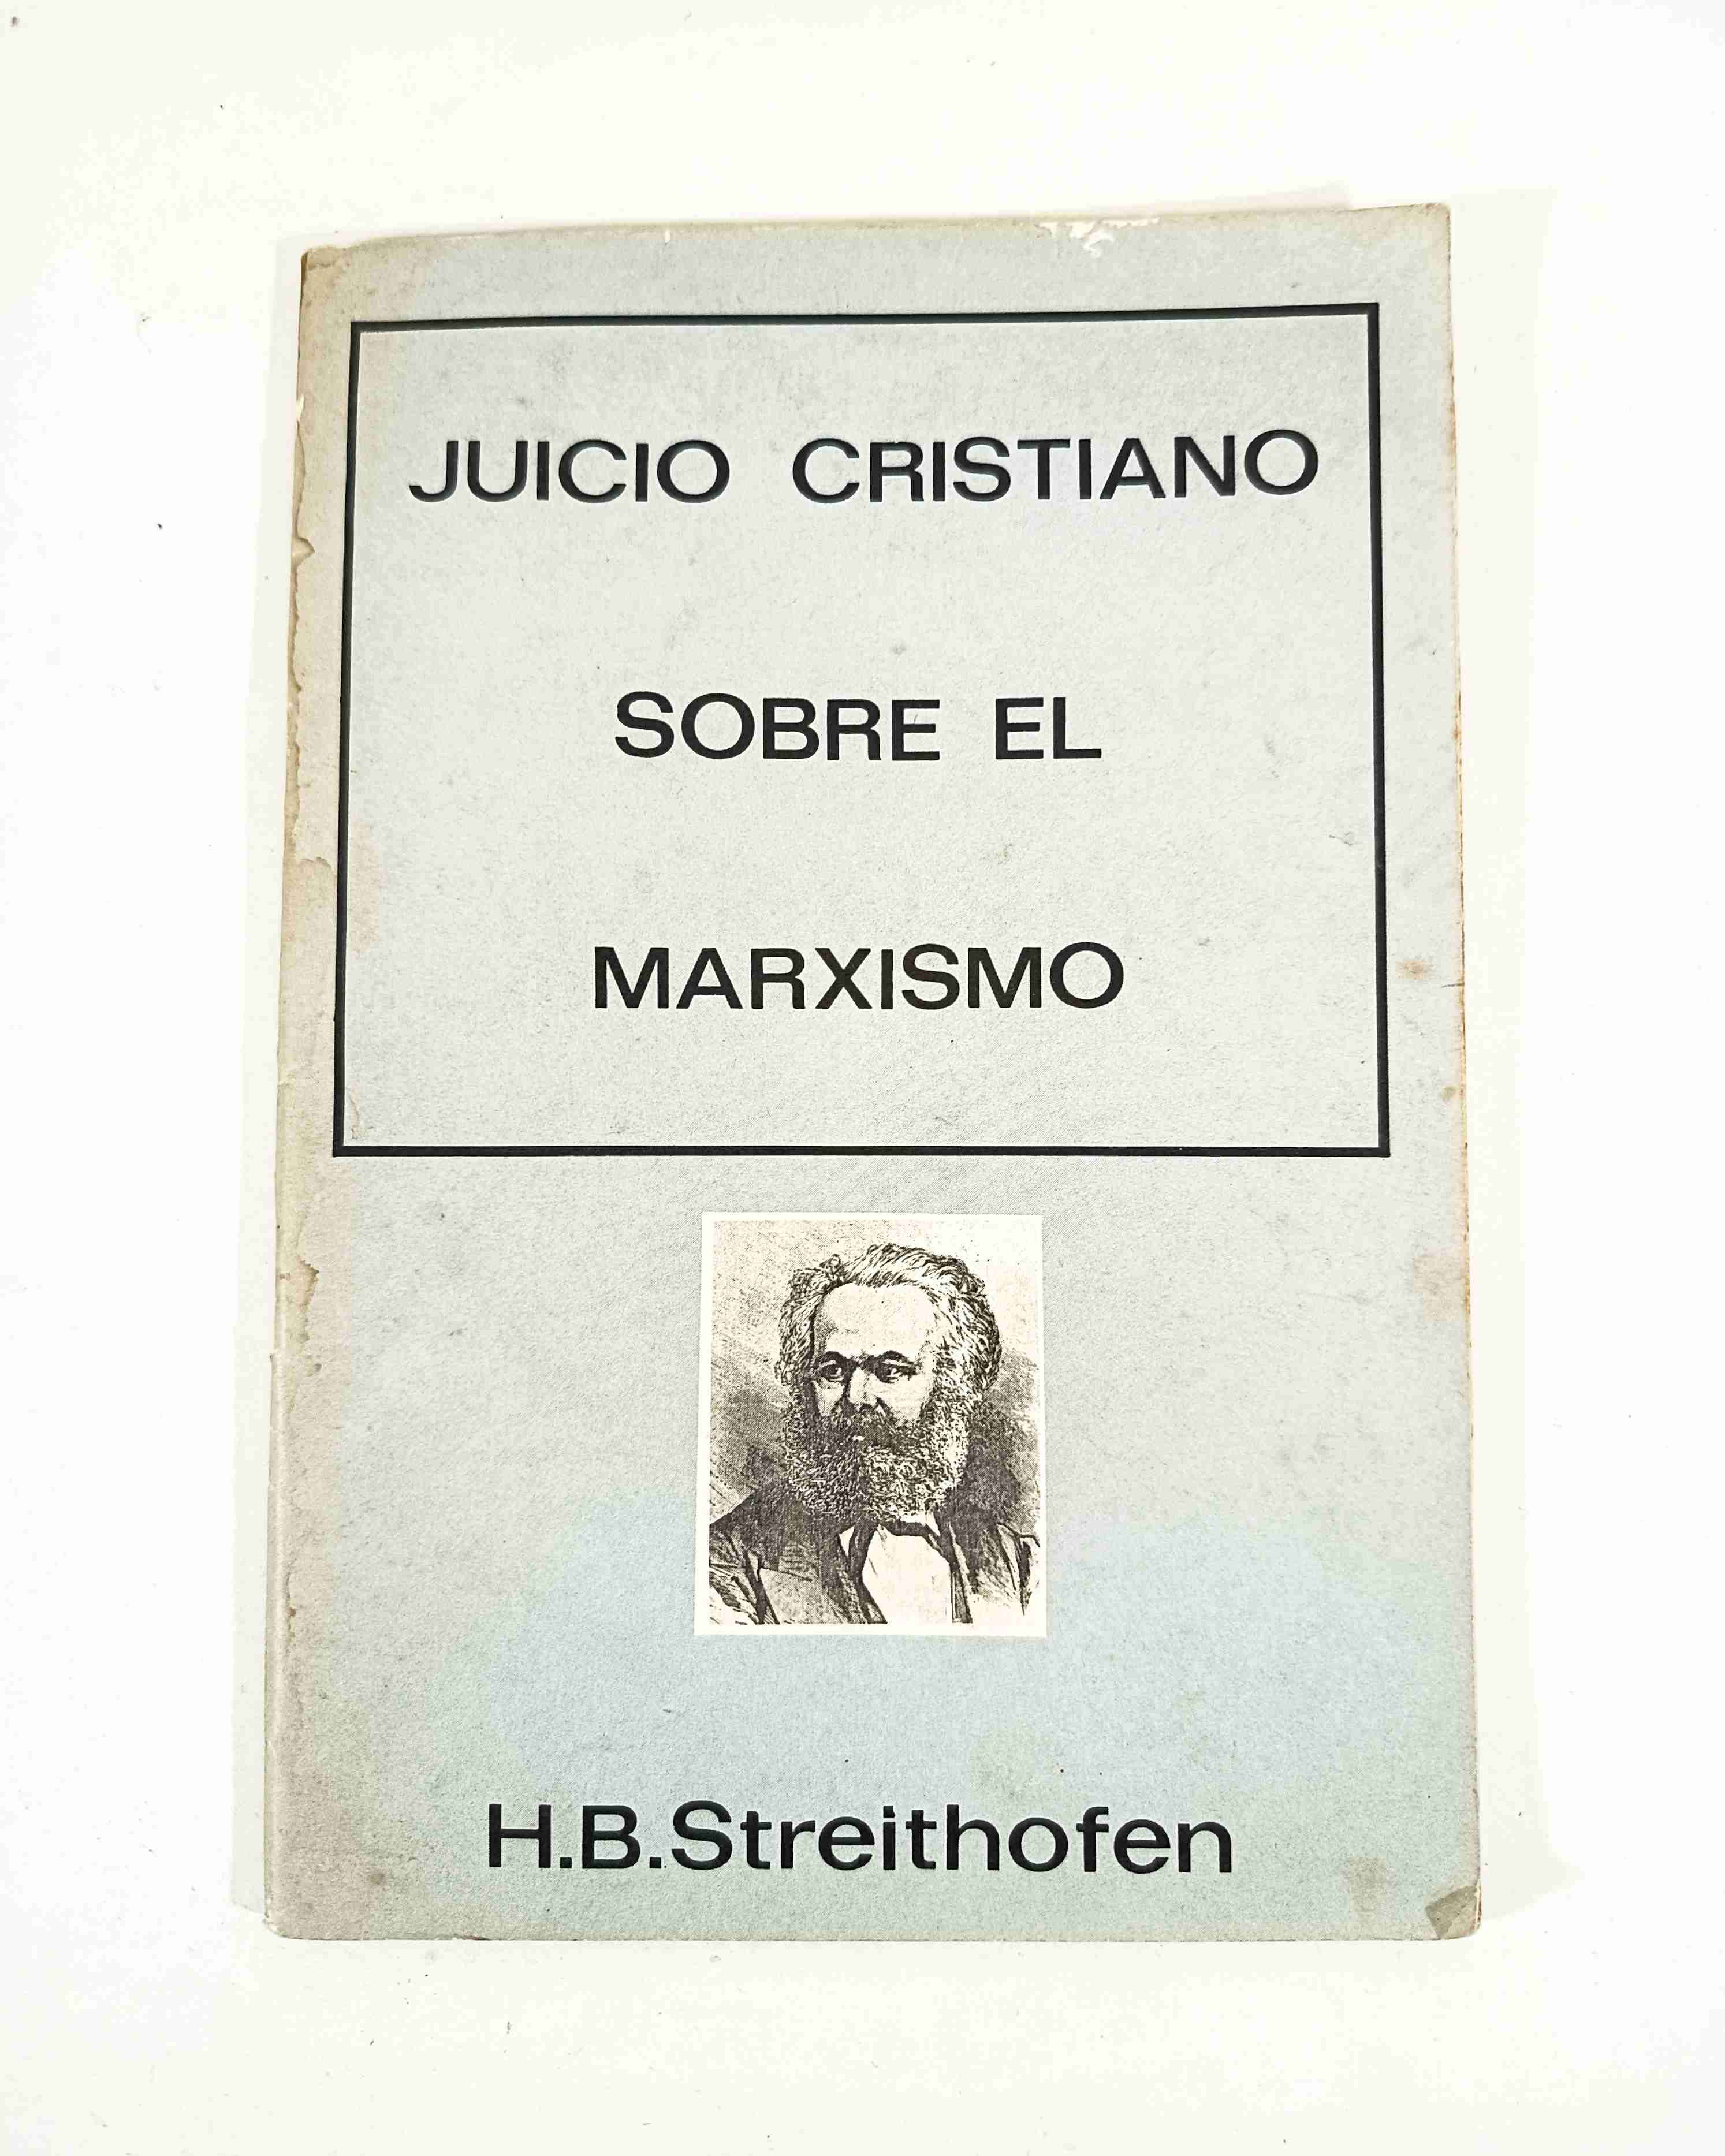 JUICIO CRISTIANO
SOBRE EL
MARXISMO
H.B.Streithofen